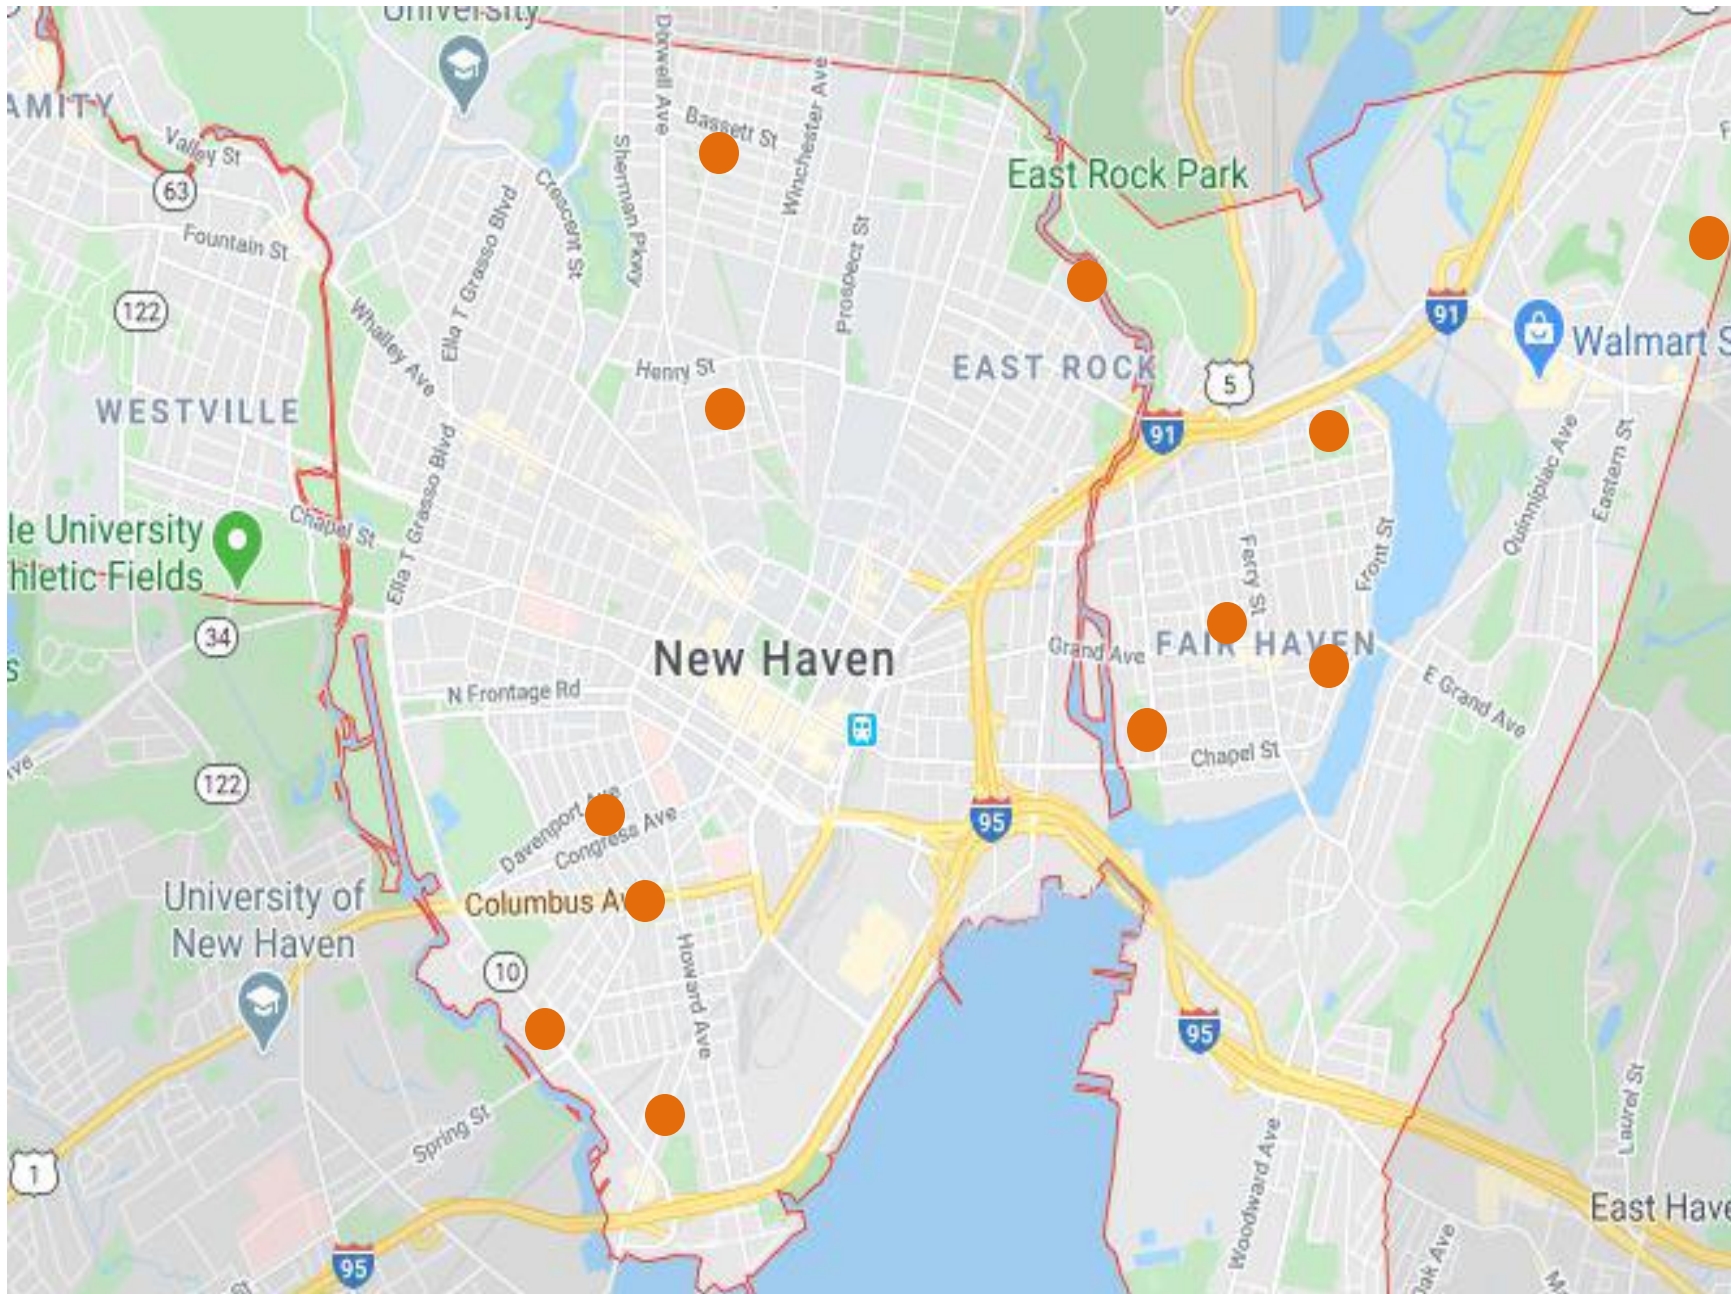 University
AMITY
Valley St
63
Fountain St
122
Whalley Ave
WESTVILLE
Ella T Grasso Blvd
Crescent St
Sherman Pkwy
Dixwell Ave
Bassett St
Winchester Ave
Prospect St
Henry St
East Rock Park
EAST ROCK
5
91
91
Walmart S
Quinnipiac Ave
Eastern St
Ella T Grasso Blvd
Chapel St
le University
hletic Fields
34
s
New Haven
N Frontage Rd
Grand Ave
FAIR HAVEN
Ferry St
Front St
E Grand Ave
Chapel St
122
ve
Davenport Ave
Congress Ave
95
University of
New Haven
Columbus Av
10
Howard Ave
95
Spring St
1
95
St
Woodward Ave
Laurel St
East Have
Oak Ave